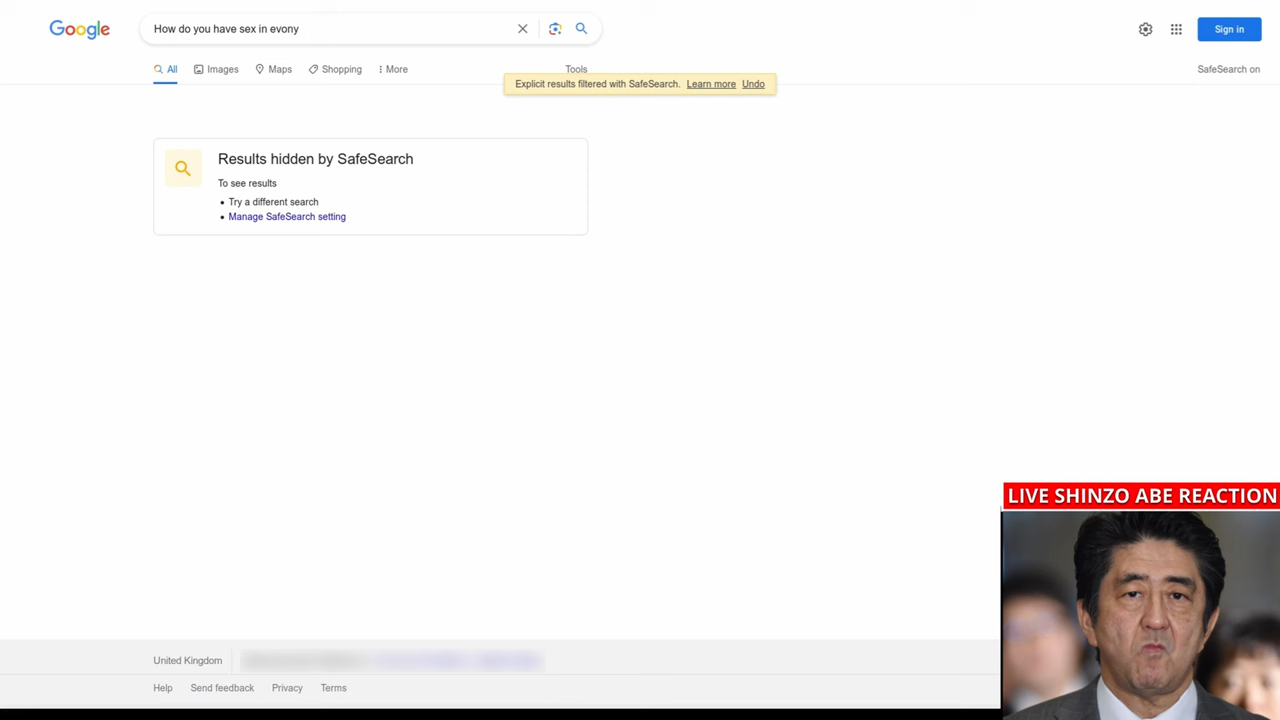 Google
How do you have sex in evony
Sign in
All Images Maps Shopping More Tools
SafeSearch on
Explicit results filtered with SafeSearch. Learn more Undo
Results hidden by SafeSearch
To see results
• Try a different search
• Manage SafeSearch setting
LIVE SHINZO ABE REACTION
United Kingdom
Help Send feedback Privacy Terms